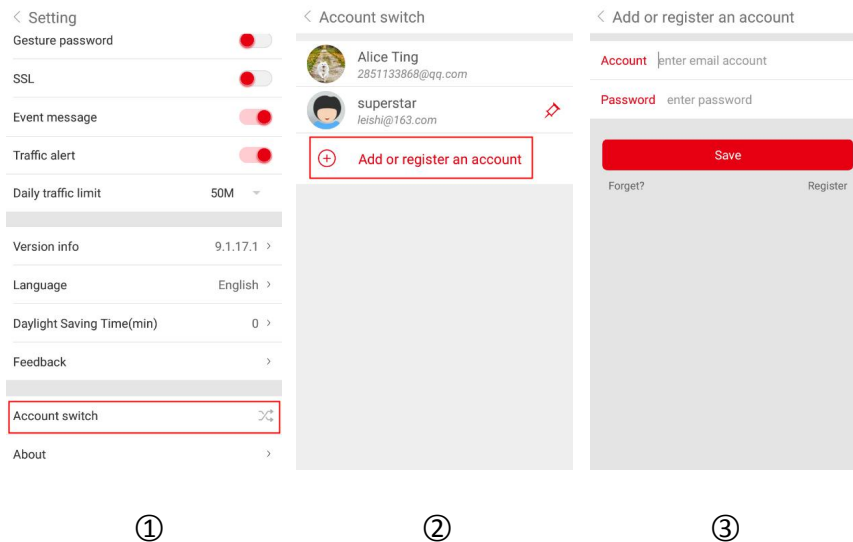 Setting
Gesture password
SSL
Event message
Traffic alert
Daily traffic limit 50M
Version info 9.1.17.1
Language English
Daylight Saving Time(min) 0
Feedback
Account switch
About
①
Account switch
Alice Ting
2851133868@qq.com
superstar
leishi@163.com
Add or register an account
②
Add or register an account
Account enter email account
Password enter password
Save
Forget? Register
③